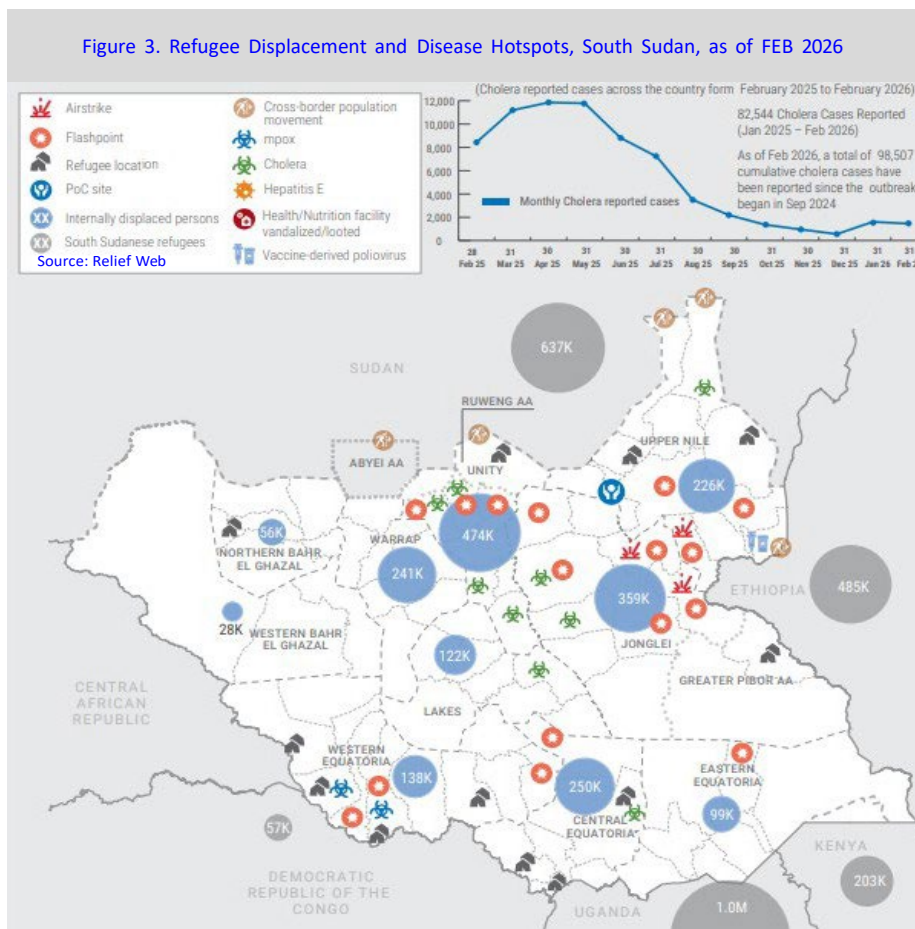 Figure 3. Refugee Displacement and Disease Hotspots, South Sudan, as of FEB 2026
Airstrike
Flashpoint
Refugee location
PoC site
XX Internally displaced persons
XX South Sudanese refugees
Source: Relief Web
Cross-border population
movement
mpox
Cholera
Hepatitis E
Health/Nutrition facility
vandalized/looted
Vaccine-derived poliovirus
(Cholera reported cases across the country form February 2025 to February 2026)
12,000
10,000
8,000
6,000
4,000
2,000
0
82,544 Cholera Cases Reported
(Jan 2025 – Feb 2026)
As of Feb 2026, a total of 98,507
cumulative cholera cases have
been reported since the outbreak
began in Sep 2024
Monthly Cholera reported cases
28 31 30 31 30 31 31 30 31 30 31 31 31
Feb 25 Mar 25 Apr 25 May 25 Jun 25 Jul 25 Aug 25 Sep 25 Oct 25 Nov 25 Dec 25 Jan 26 Feb 2
637K
SUDAN
RUWENG AA
UPPER NILE
ABYEI AA
UNITY
226K
56K
474K
WARRAP
NORTHERN BAHR
EL GHAZAL
241K
ETHIOPIA
485K
359K
28K
WESTERN BAHR
EL GHAZAL
JONGLEI
122K
GREATER PIBOR AA
CENTRAL
AFRICAN
REPUBLIC
LAKES
WESTERN
EQUATORIA
138K
250K
EASTERN
EQUATORIA
99K
CENTRAL
EQUATORIA
57K
KENYA
203K
DEMOCRATIC
REPUBLIC OF THE
CONGO
UGANDA
1.0M